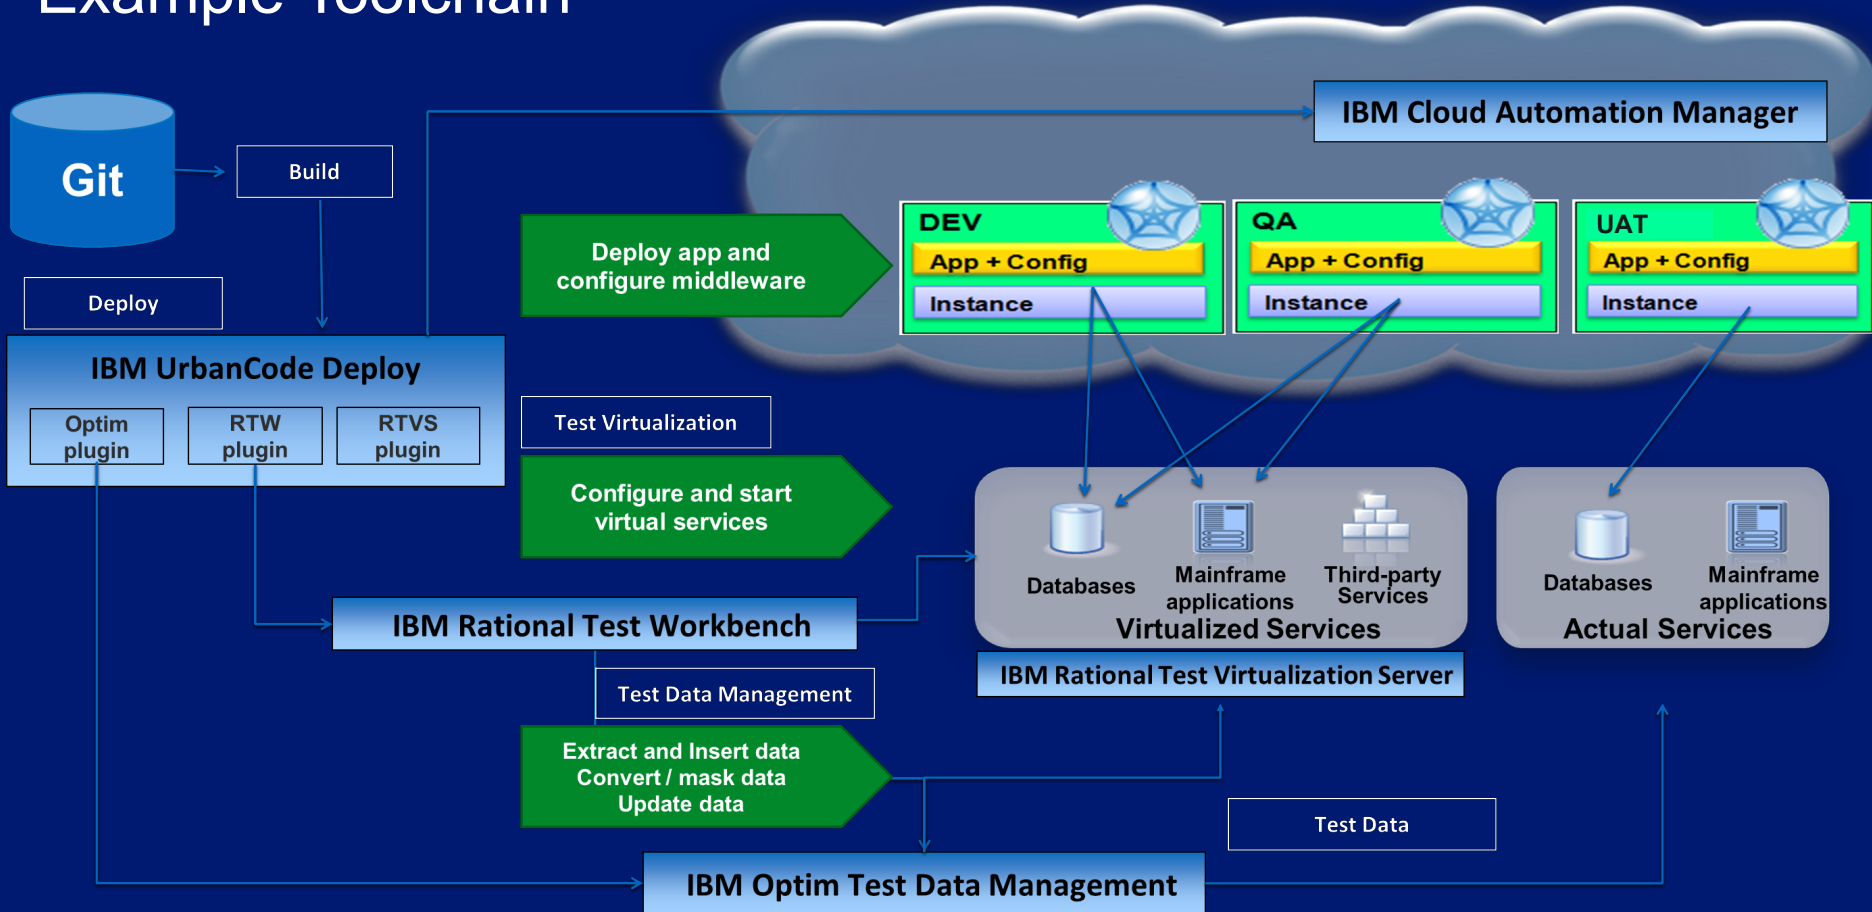 Example Toolchain
IBM Cloud Automation Manager
Git
Build
Deploy
Deploy app and
configure middleware
DEV
App + Config
Instance
QA
App + Config
Instance
UAT
App + Config
Instance
IBM UrbanCode Deploy
Optim
plugin
RTW
plugin
RTVS
plugin
Test Virtualization
Configure and start
virtual services
Databases
Mainframe
applications
Third-party
Services
Virtualized Services
Databases
Mainframe
applications
Actual Services
IBM Rational Test Workbench
IBM Rational Test Virtualization Server
Test Data Management
Extract and Insert data
Convert / mask data
Update data
Test Data
IBM Optim Test Data Management